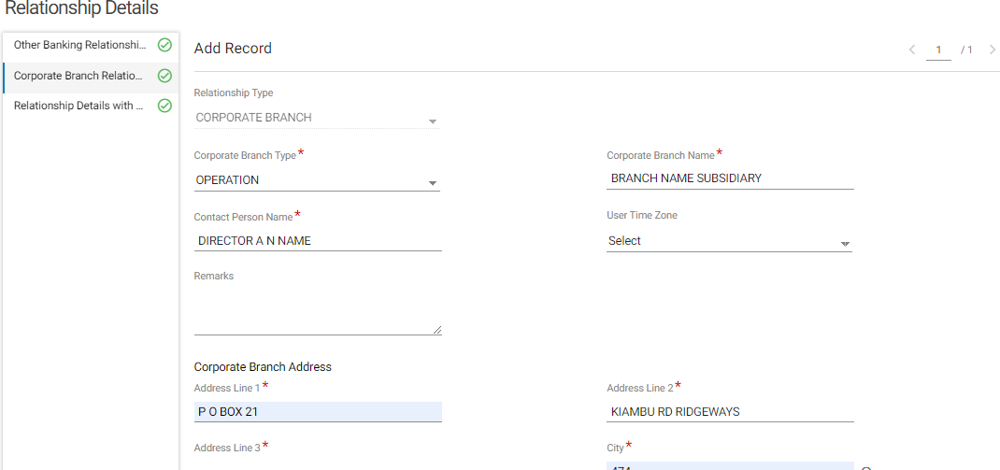 Relationship Details
Other Banking Relationshi...
Corporate Branch Relatio...
Relationship Details with ...
Add Record
1 / 1
Relationship Type
CORPORATE BRANCH
Corporate Branch Type*
Corporate Branch Name*
OPERATION
BRANCH NAME SUBSIDIARY
Contact Person Name*
User Time Zone
DIRECTOR A N NAME
Select
Remarks
Corporate Branch Address
Address Line 1*
Address Line 2*
P O BOX 21
KIAMBU RD RIDGEWAYS
Address Line 3*
City*